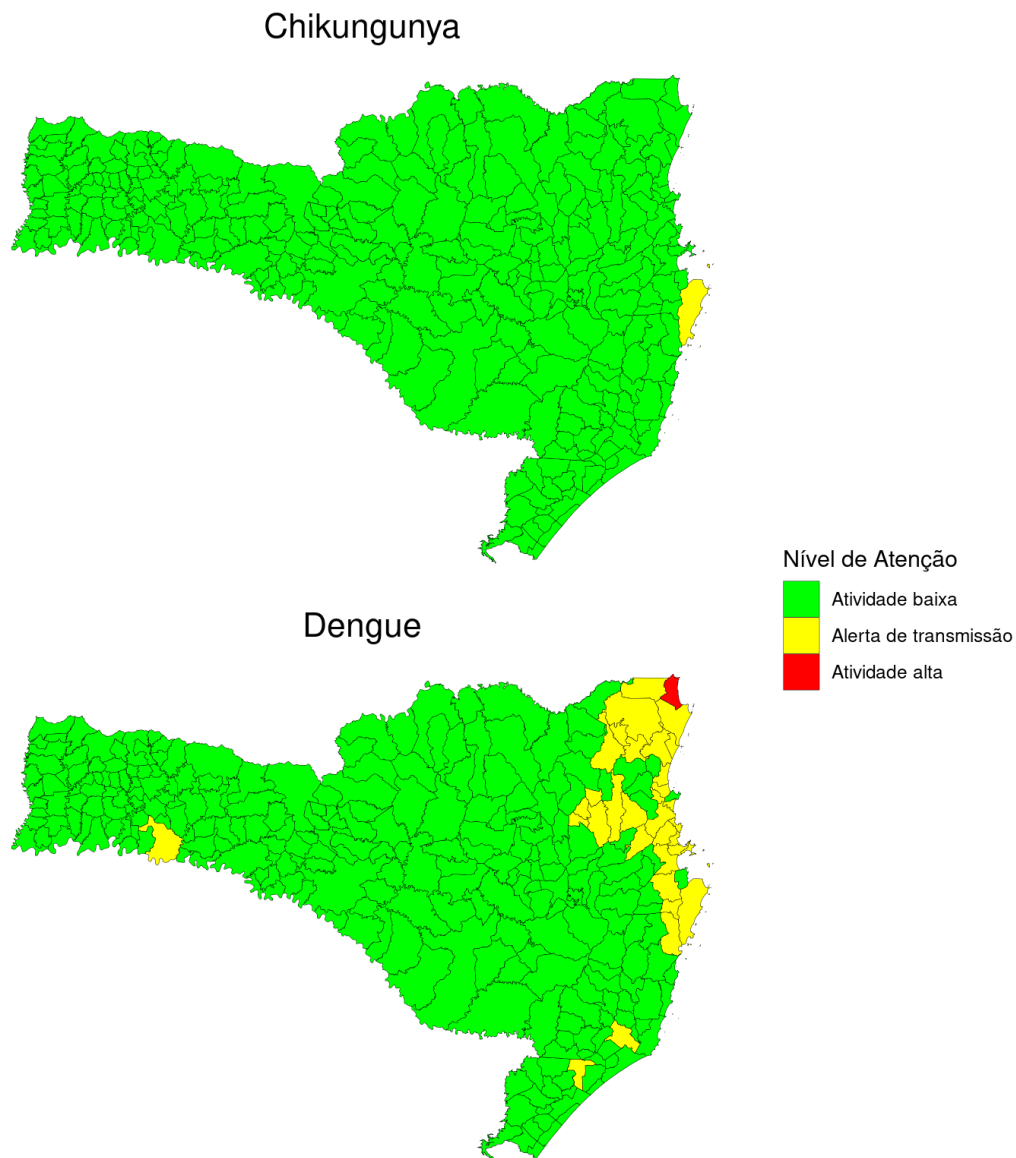 Chikungunya
Nível de Atenção
Atividade baixa
Dengue
Alerta de transmissão
Atividade alta